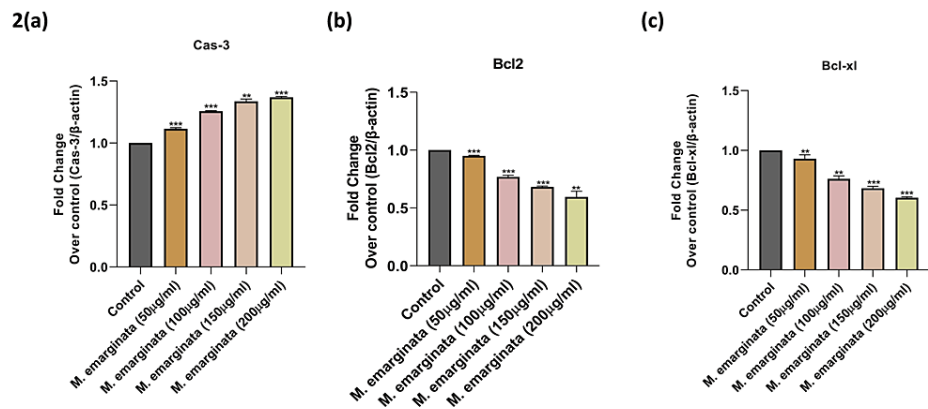 2(a)
Cas-3
Fold Change
Over control (Cas-3/β-actin)
1.5
1.0
0.5
0.0
***
***
**
***
Control
M. emarginata (50µg/ml)
M. emarginata (100µg/ml)
M. emarginata (150µg/ml)
M. emarginata (200µg/ml)
(b)
Bcl2
Fold Change
Over control (Bcl2/β-actin)
1.5
1.0
0.5
0.0
***
***
***
**
Control
M. emarginata (50µg/ml)
M. emarginata (100µg/ml)
M. emarginata (150µg/ml)
M. emarginata (200µg/ml)
(c)
Bcl-xl
Fold Change
Over control (Bcl-xl/β-actin)
1.5
1.0
0.5
0.0
**
**
***
***
Control
M. emarginata (50µg/ml)
M. emarginata (100µg/ml)
M. emarginata (150µg/ml)
M. emarginata (200µg/ml)